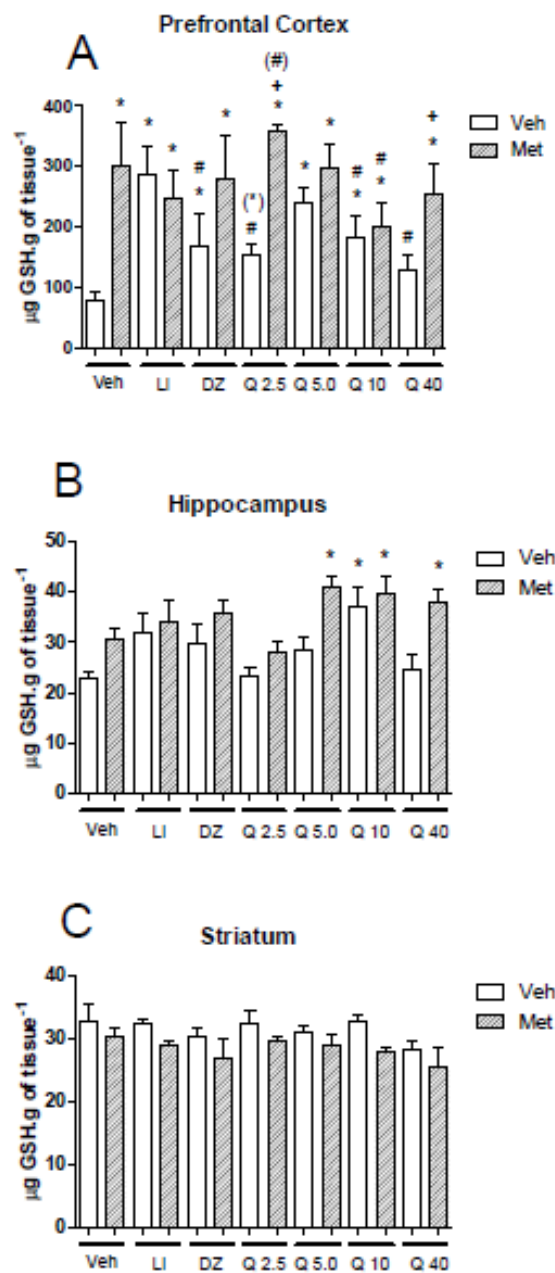 Prefrontal Cortex
A
(#)
* * * * + * * * +
# * # # *
* (*) * *
# #
400
300
200
100
0
µg GSH.g of tissue⁻¹
Veh
Met
Veh LI DZ Q 2.5 Q 5.0 Q 10 Q 40
B
Hippocampus
* * * *
50
40
30
20
10
0
µg GSH.g of tissue⁻¹
Veh
Met
Veh LI DZ Q 2.5 Q 5.0 Q 10 Q 40
C
Striatum
40
30
20
10
0
µg GSH.g of tissue⁻¹
Veh
Met
Veh LI DZ Q 2.5 Q 5.0 Q 10 Q 40